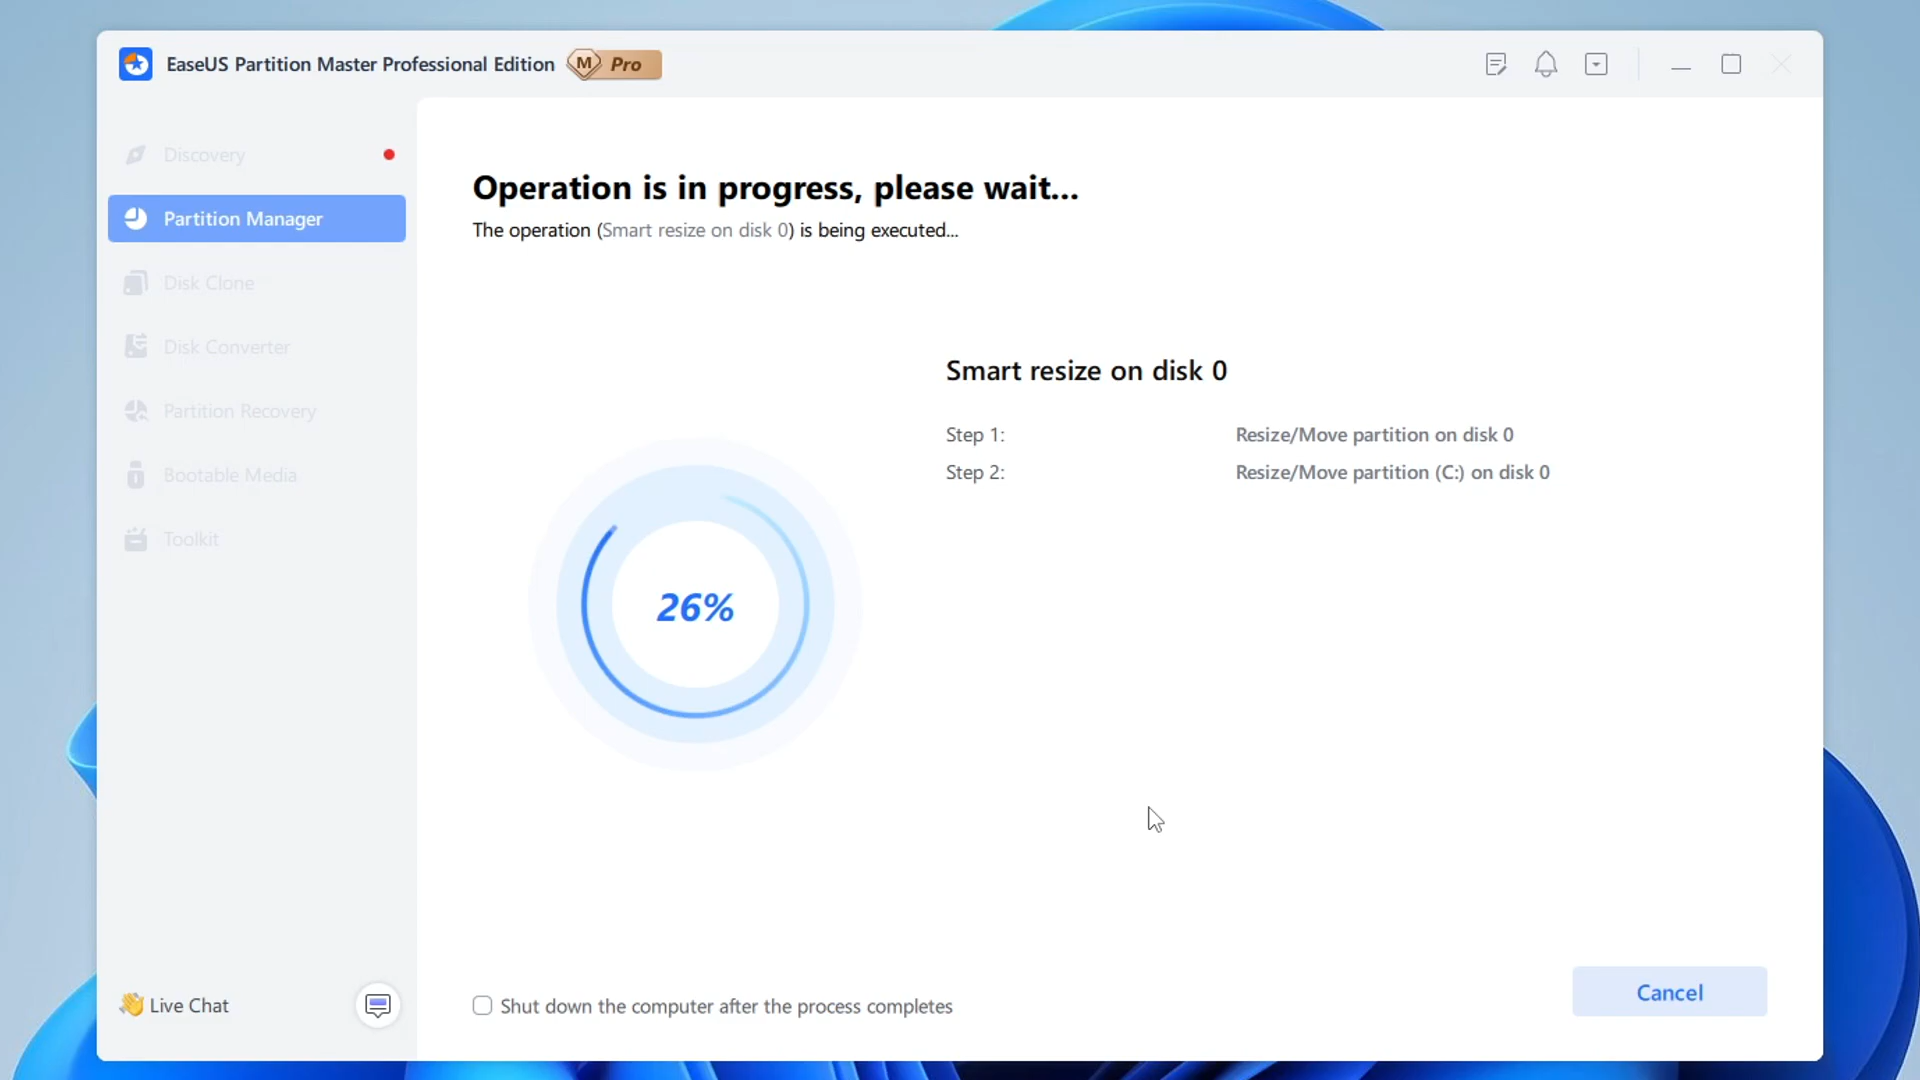 EaseUS Partition Master Professional Edition
M Pro
Discovery
Partition Manager
Disk Clone
Disk Converter
Partition Recovery
Bootable Media
Toolkit
Live Chat
Operation is in progress, please wait...
The operation (Smart resize on disk 0) is being executed...
26%
Smart resize on disk 0
Step 1: Resize/Move partition on disk 0
Step 2: Resize/Move partition (C:) on disk 0
Shut down the computer after the process completes
Cancel